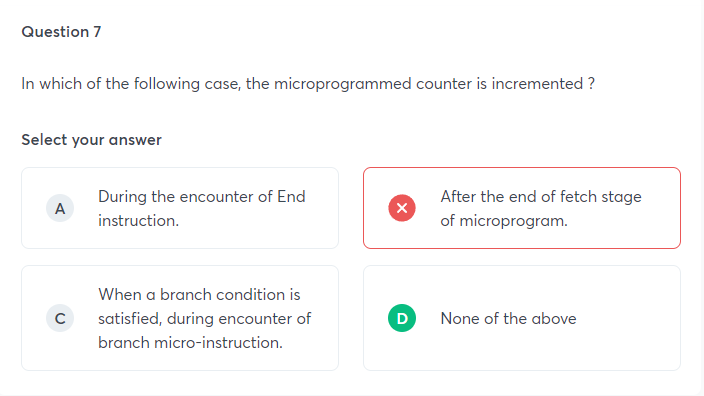 Question 7
In which of the following case, the microprogrammed counter is incremented ?
Select your answer
A
During the encounter of End
instruction.
After the end of fetch stage
of microprogram.
C
When a branch condition is
satisfied, during encounter of
branch micro-instruction.
D
None of the above